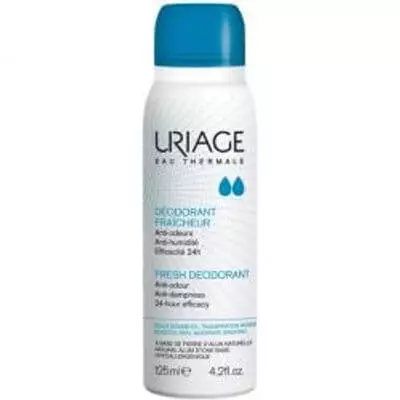 URIAGE
EAU THERMALE
DÉODORANT
FRAÎCHEUR
Anti-odeurs
Anti-humidité
Efficacité 24h
FRESH DEODORANT
Anti-odour
Anti-dampness
24-hour efficacy
125ml e 4.2fl.oz.